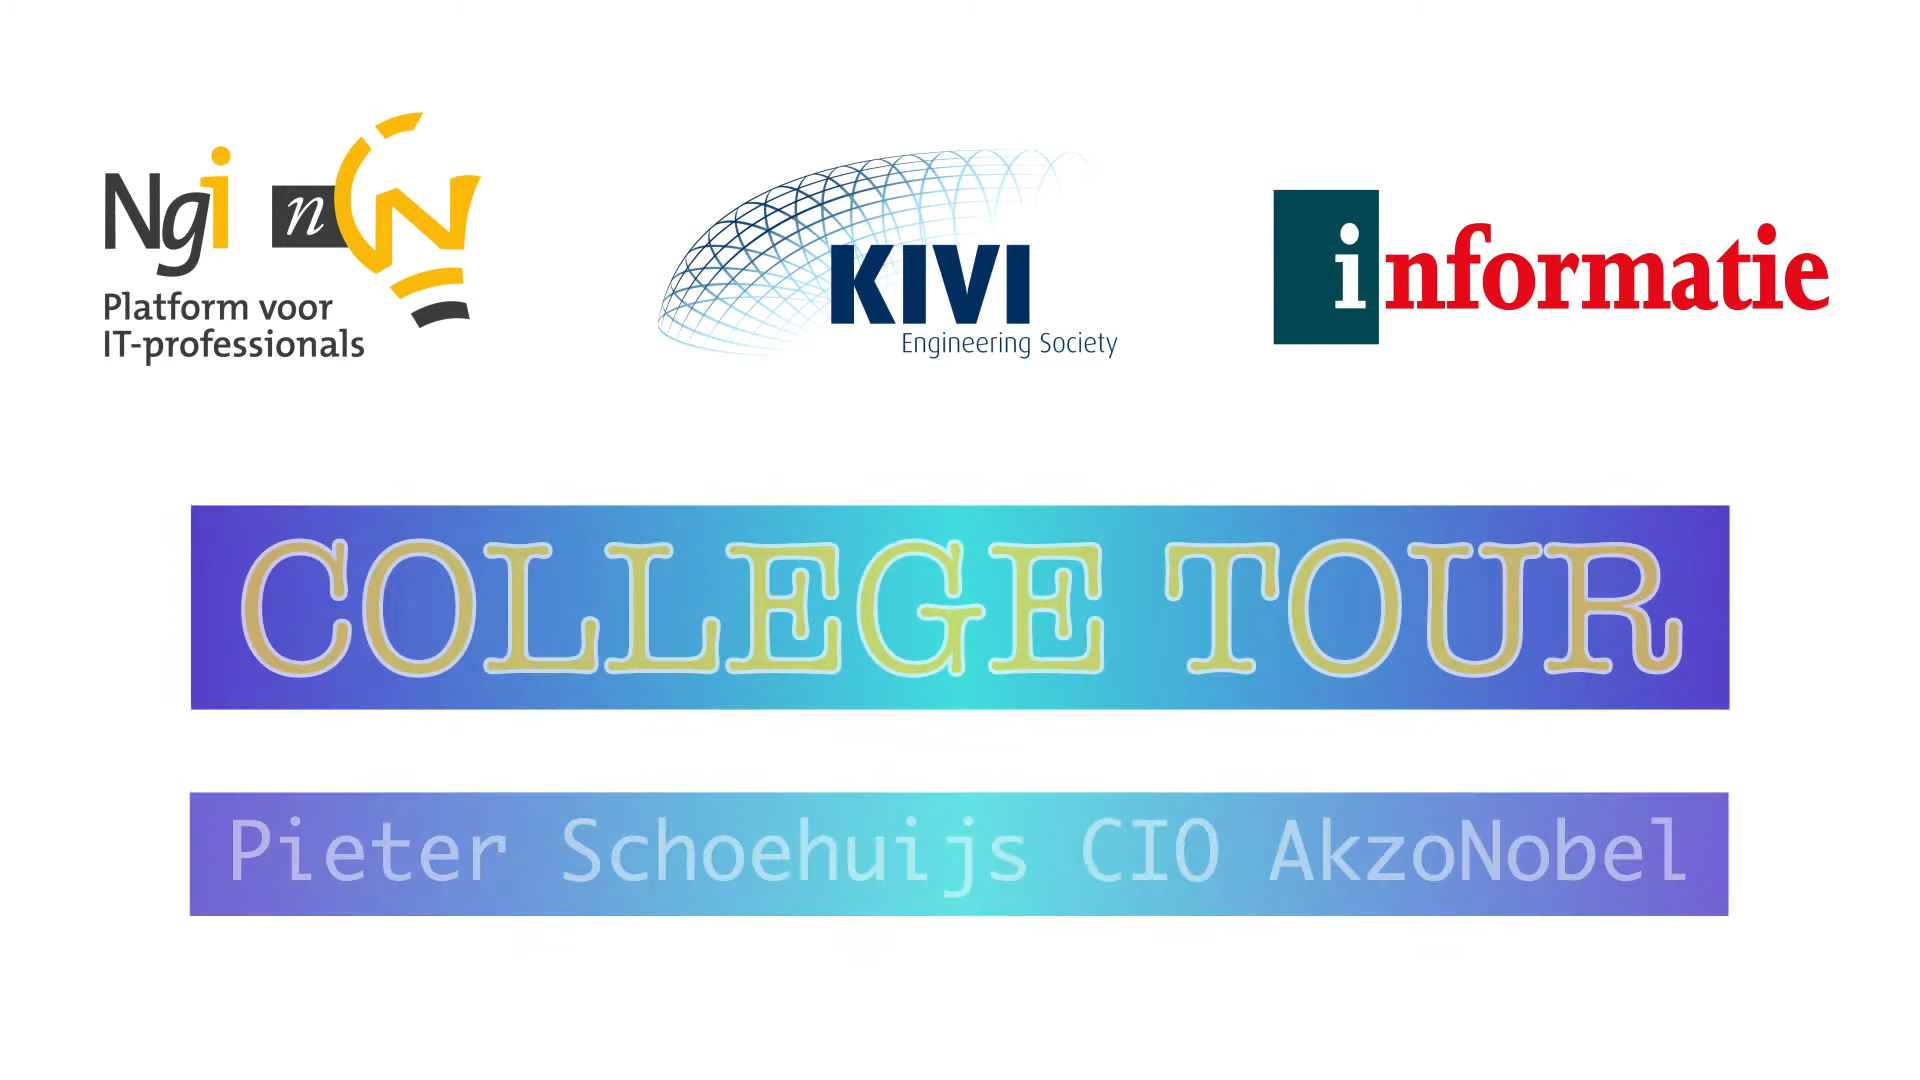 Ngi n
Platform voor
IT-professionals
KIVI
Engineering Society
informatie
COLLEGE TOUR
Pieter Schoehuijs CIO AkzoNobel